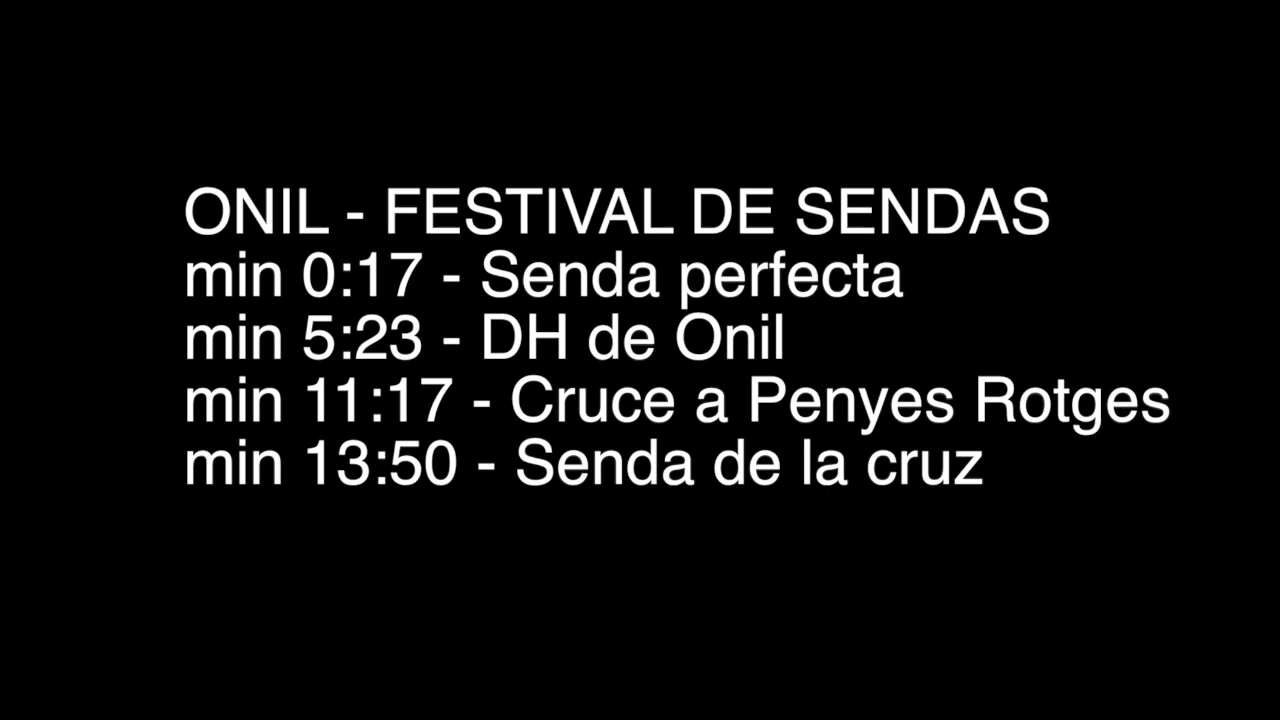 ONIL - FESTIVAL DE SENDAS
min 0:17 - Senda perfecta
min 5:23 - DH de Onil
min 11:17 - Cruce a Penyes Rotges
min 13:50 - Senda de la cruz